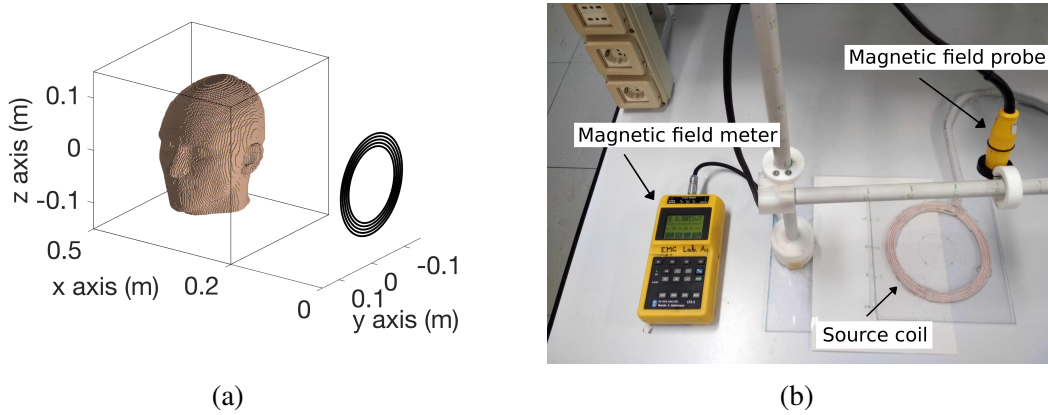 0.1
0
-0.1
z axis (m)
0.5
0.2
0
x axis (m)
0.1
0
-0.1
y axis (m)
(a)
Magnetic field probe
Magnetic field meter
EMC Lab
Source coil
(b)